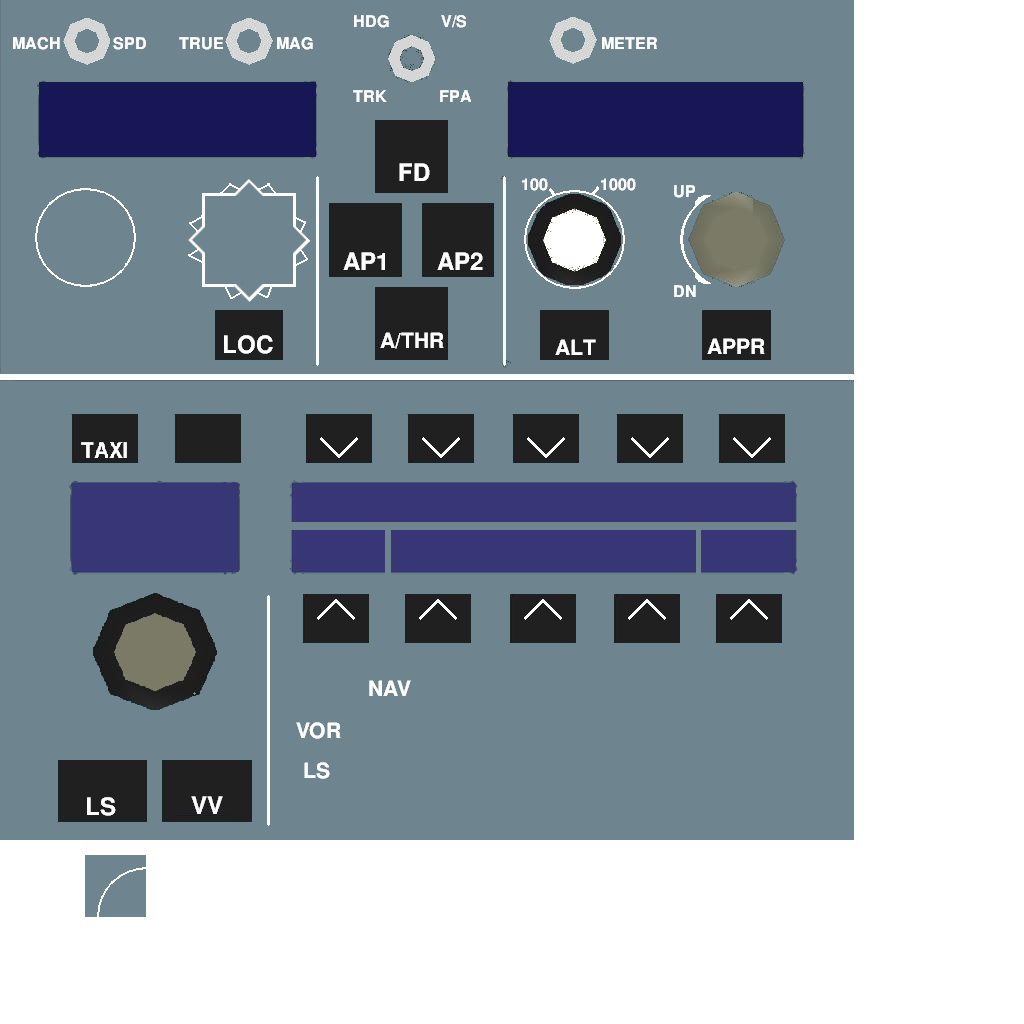 HDG V/S
MACH SPD TRUE MAG METER
TRK FPA
FD
100 1000
UP
AP1 AP2
DN
LOC A/THR ALT APPR
TAXI
NAV
VOR
LS
LS VV